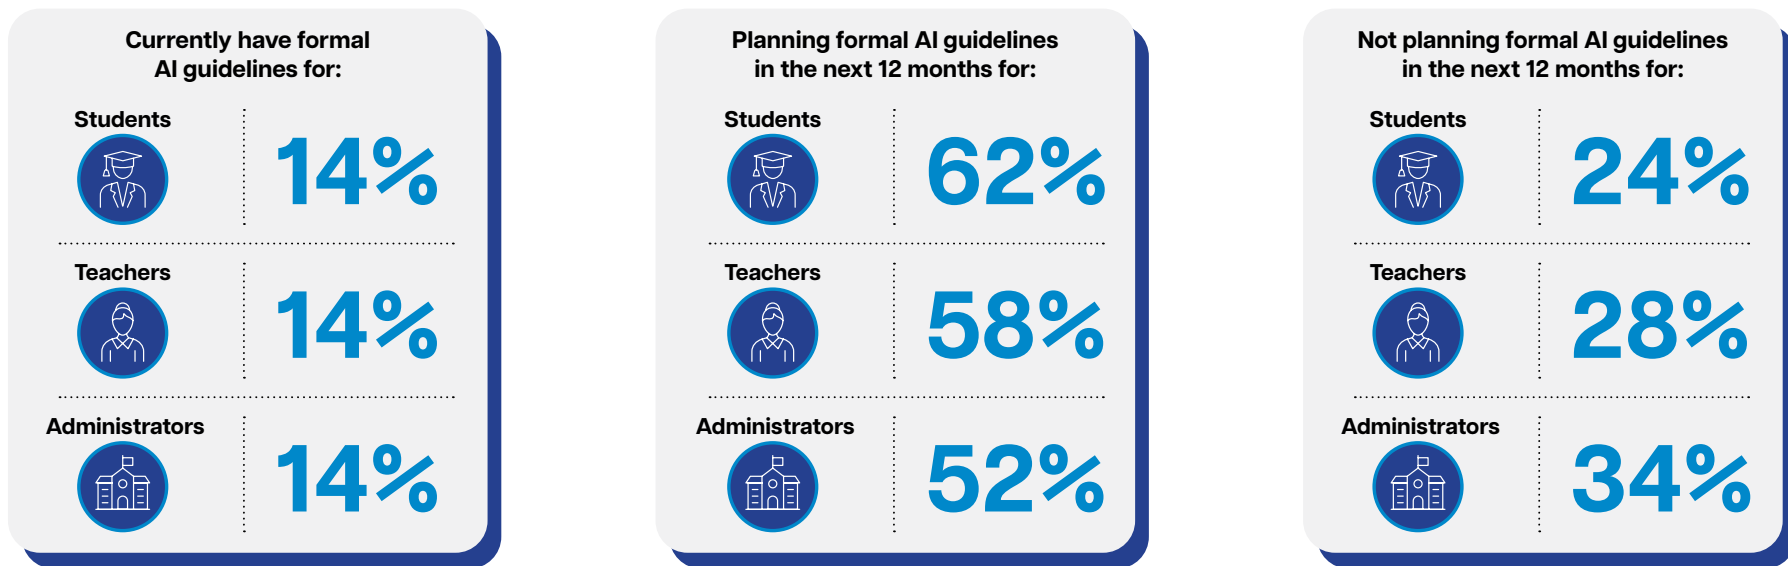 Currently have formal
AI guidelines for:
Students
14%
Teachers
14%
Administrators
14%
Planning formal AI guidelines
in the next 12 months for:
Students
62%
Teachers
58%
Administrators
52%
Not planning formal AI guidelines
in the next 12 months for:
Students
24%
Teachers
28%
Administrators
34%